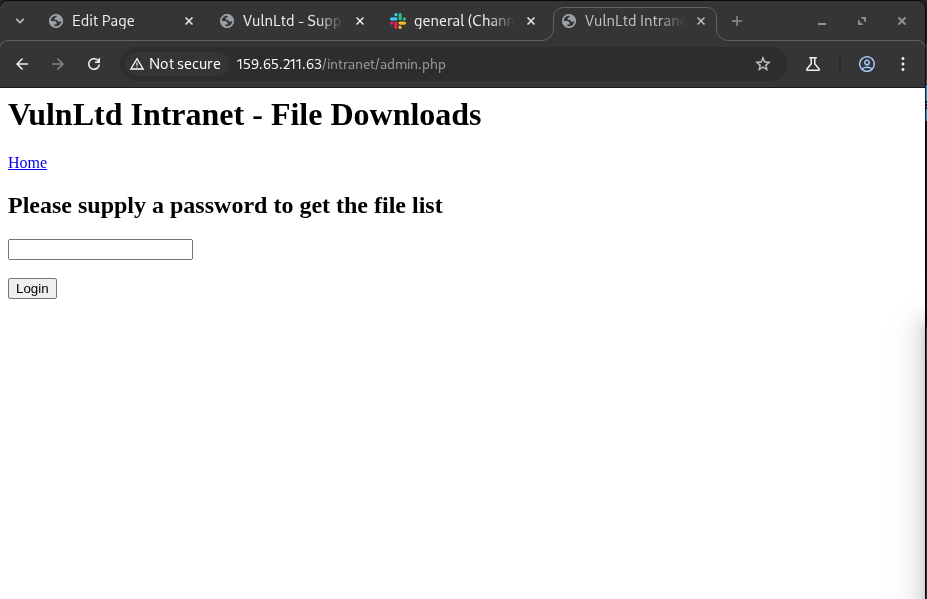 Edit Page
VulnLtd - Supp
general (Chann
VulnLtd Intrane
Not secure 159.65.211.63/intranet/admin.php
VulnLtd Intranet - File Downloads
Home
Please supply a password to get the file list
Login